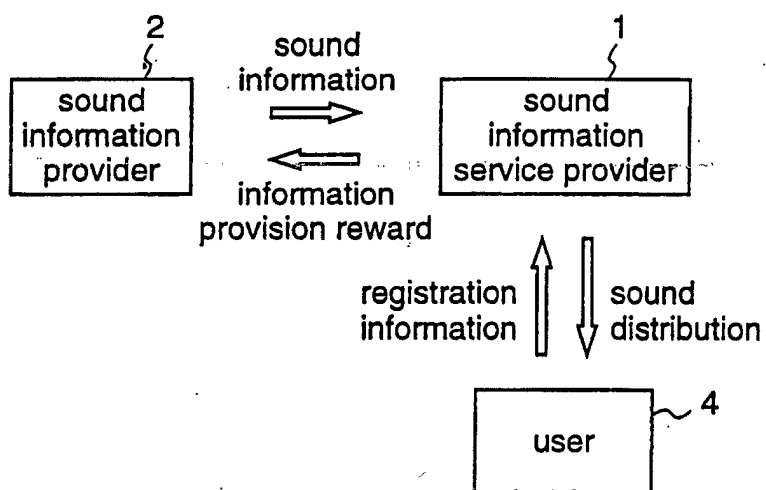 2
sound
information
1
sound
information
provider
sound
information
service provider
information
provision reward
registration
information
sound
distribution
4
user